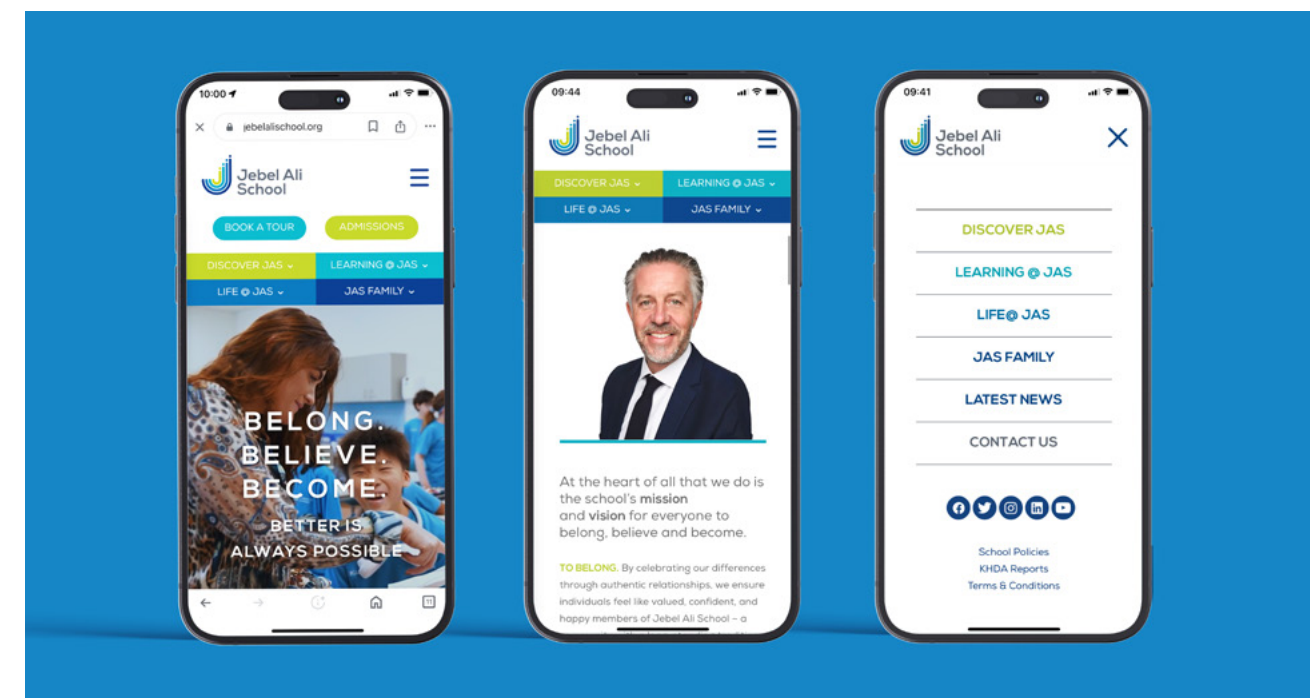 10:00
jebelalischool.org
Jebel Ali
School
BOOK A TOUR
ADMISSIONS
DISCOVER JAS
LEARNING @ JAS
LIFE @ JAS
JAS FAMILY
BELONG.
BELIEVE.
BECOME.
BETTER IS
ALWAYS POSSIBLE
11
09:44
Jebel Ali
School
DISCOVER JAS
LEARNING @ JAS
LIFE @ JAS
JAS FAMILY
At the heart of all that we do is
the school's mission
and vision for everyone to
belong, believe and become.
TO BELONG. By celebrating our differences
through authentic relationships, we ensure
individuals feel like valued, confident, and
happy members of Jebel Ali School – a
09:41
Jebel Ali
School
DISCOVER JAS
LEARNING @ JAS
LIFE@ JAS
JAS FAMILY
LATEST NEWS
CONTACT US
School Policies
KHDA Reports
Terms & Conditions